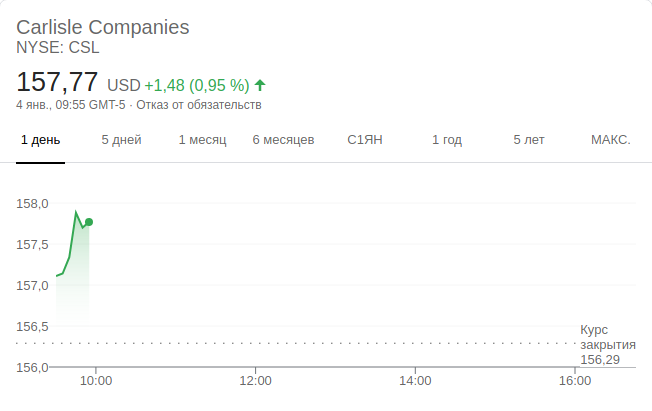 Carlisle Companies
NYSE: CSL
157,77 USD +1,48 (0,95 %)
4 янв., 09:55 GMT-5 · Отказ от обязательств
1 день 5 дней 1 месяц 6 месяцев С1ЯН 1 год 5 лет МАКС.
158,0
157,5
157,0
156,5
Курс
закрытия
156,29
156,0
10:00 12:00 14:00 16:00